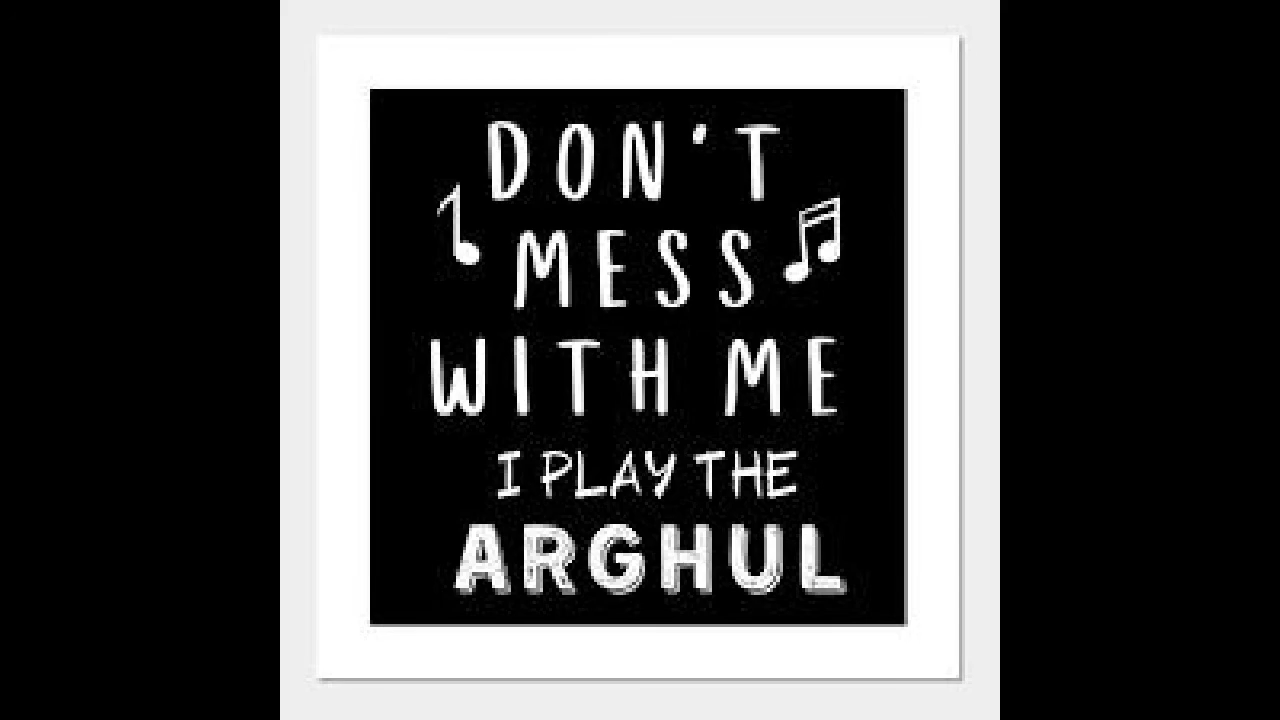 DON'T
MESS
WITH ME
I PLAY THE
ARGHUL